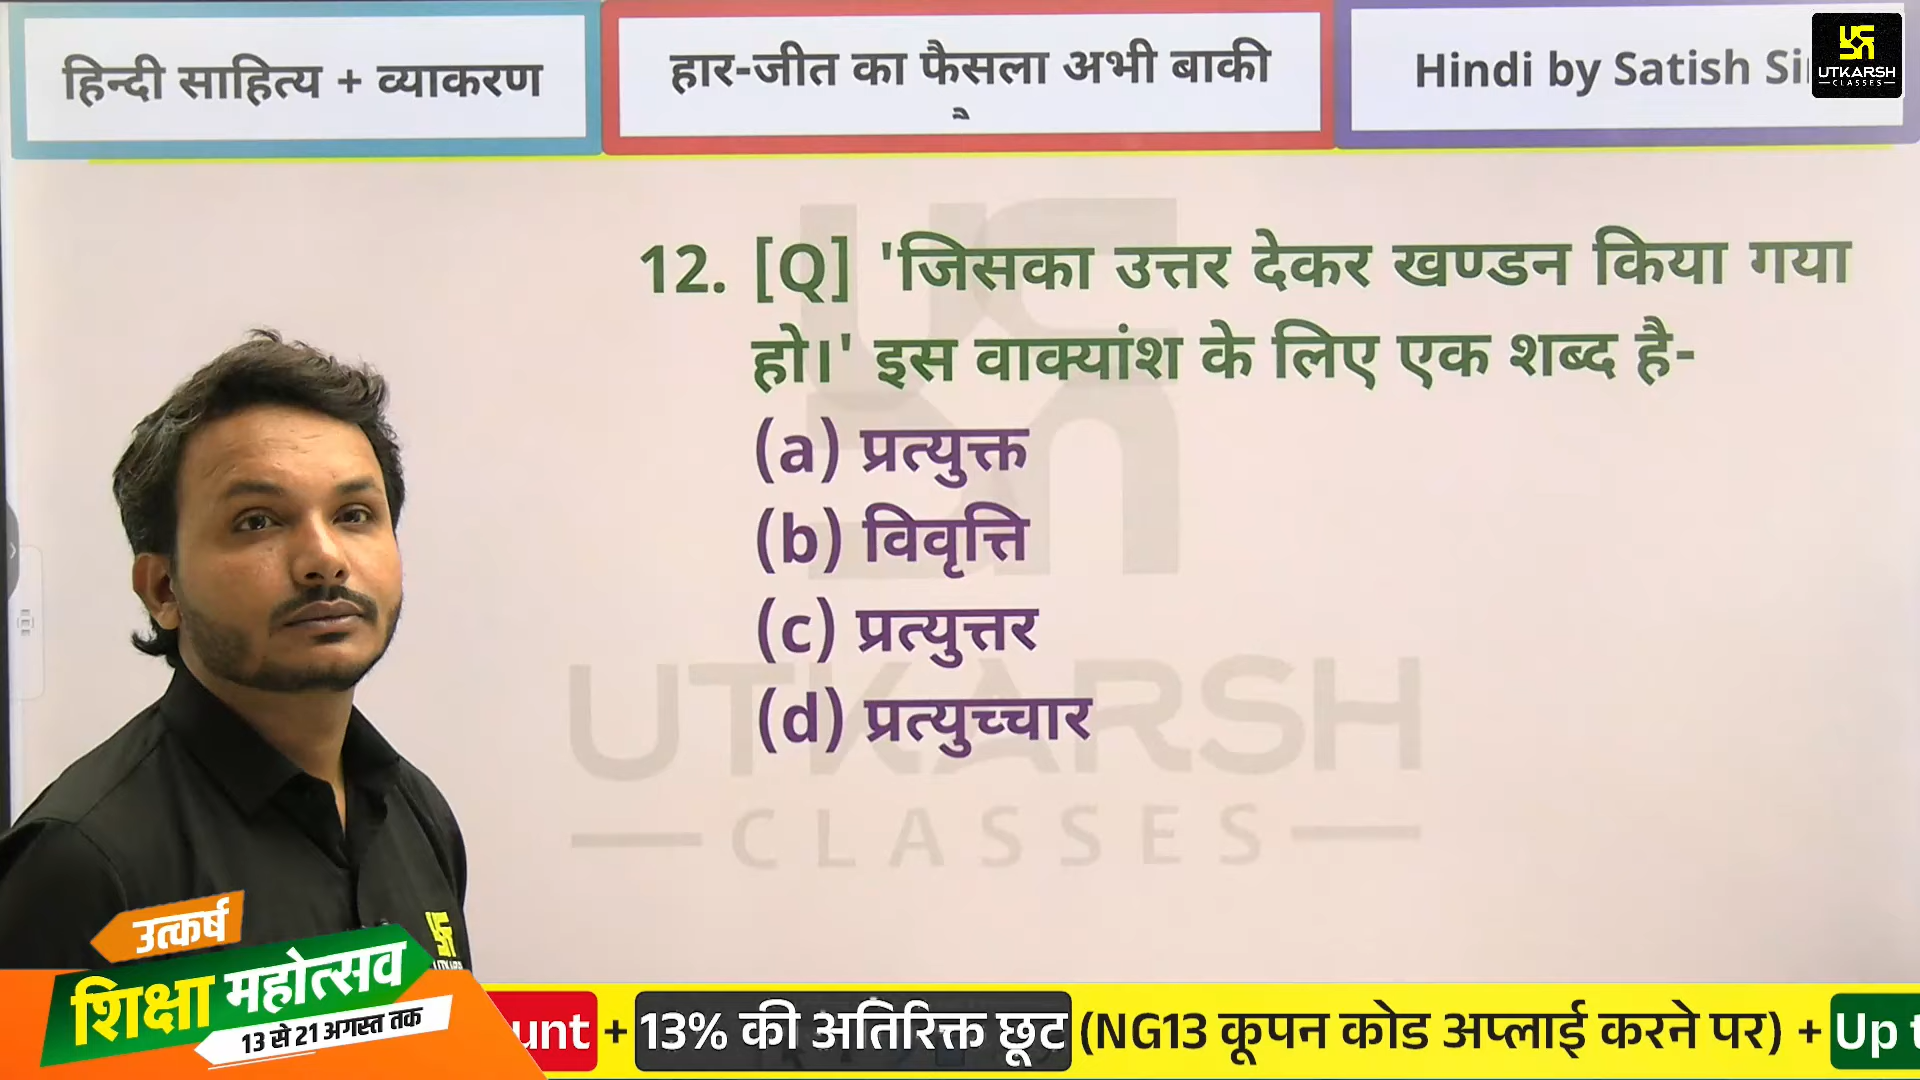 हिन्दी साहित्य + व्याकरण
हार-जीत का फैसला अभी बाकी
Hindi by Satish
UTKARSH
CLASSES
12. [Q] 'जिसका उत्तर देकर खण्डन किया गया
हो।' इस वाक्यांश के लिए एक शब्द है-
(a) प्रत्युक्त
(b) विवृत्ति
(c) प्रत्युत्तर
(d) प्रत्युच्चार
UTKARSH
CLASSES
उत्कर्ष
शिक्षा महोत्सव
13 से 21 अगस्त तक
+ 13% की अतिरिक्त छूट (NG13 कूपन कोड अप्लाई करने पर) + Up